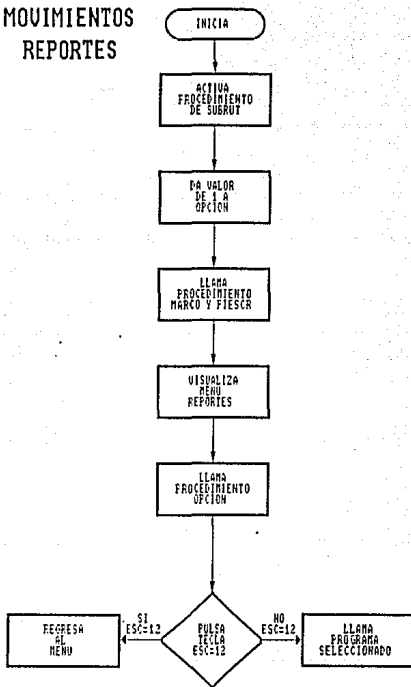 MOVIMIENTOS
REPORTES
INICIA
ACTIVA
PROCEDIMIENTO
DE SUBRUT
DA VALOR
DE 1 A
OPCION
LLAMA
PROCEDIMIENTO
MARCO Y PIESCR
VISUALIZA
MENU
REPORTES
LLAMA
PROCEDIMIENTO
OPCION
PULSA
TECLA
ESC=12
SI
ESC=12
NO
ESC=12
REGRESA
AL
MENU
LLAMA
PROGRAMA
SELECCIONADO